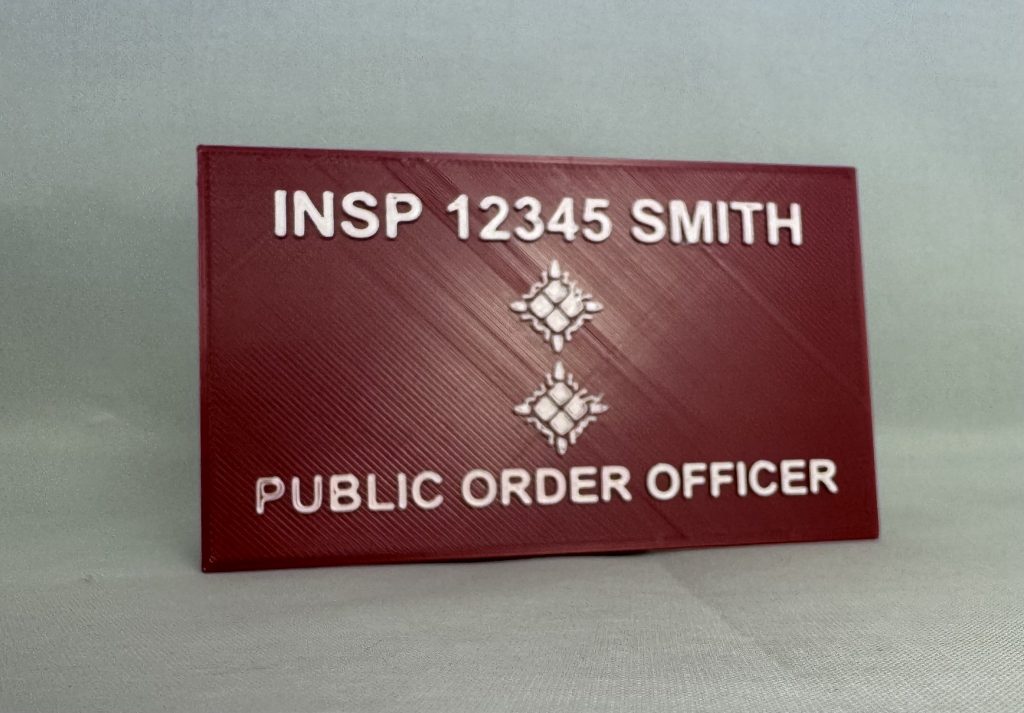 INSP 12345 SMITH
PUBLIC ORDER OFFICER